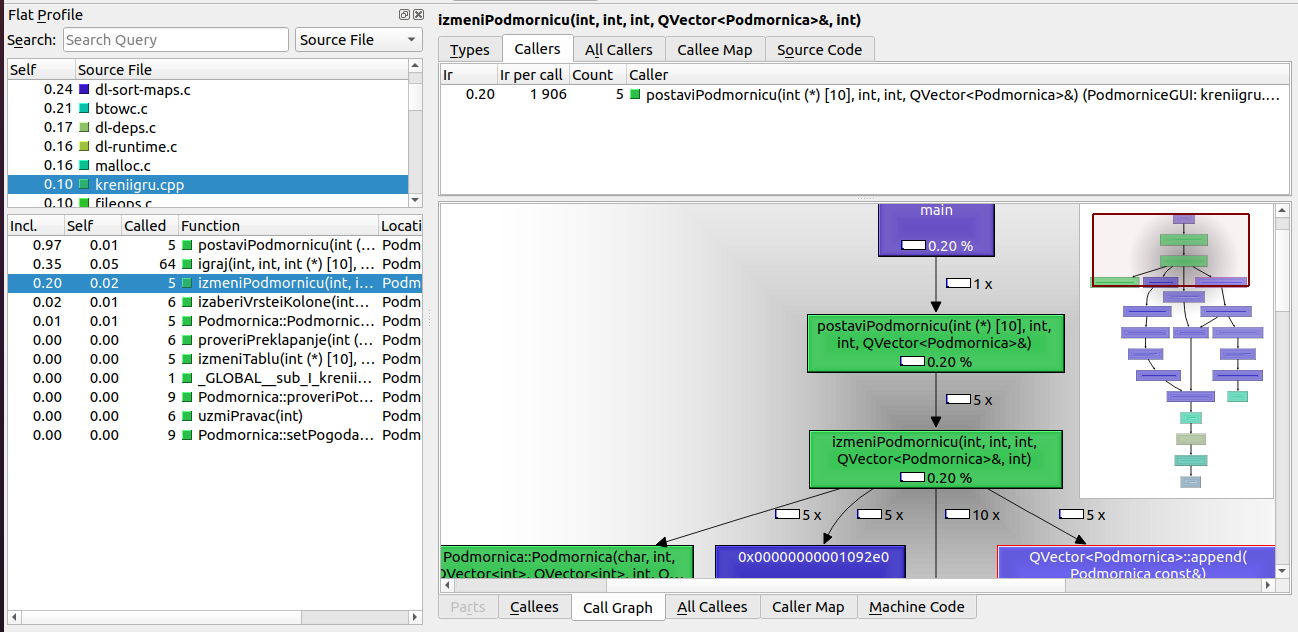 Flat Profile
Search: Search Query Source File
Self Source File
0.24 dl-sort-maps.c
0.21 btowc.c
0.17 dl-deps.c
0.16 dl-runtime.c
0.16 malloc.c
0.10 kreniigru.cpp
0.10 fileops.c
Incl. Self Called Function Locati
0.97 0.01 5 postaviPodmornicu(int (... Podm
0.35 0.05 64 igraj(int, int, int (*) [10], ... Podm
0.20 0.02 5 izmeniPodmornicu(int, i... Podm
0.02 0.01 6 izaberiVrsteiKolone(int... Podm
0.01 0.01 5 Podmornica::Podmornic... Podm
0.00 0.00 6 proveriPreklapanje(int (... Podm
0.00 0.00 5 izmeniTablu(int (*) [10], ... Podm
0.00 0.00 1 _GLOBAL__sub_I_krenii... Podm
0.00 0.00 9 Podmornica::proveriPot... Podm
0.00 0.00 6 uzmiPravac(int) Podm
0.00 0.00 9 Podmornica::setPogoda... Podm
izmeniPodmornicu(int, int, int, QVector<Podmornica>&, int)
Types Callers All Callers Callee Map Source Code
Ir Ir per call Count Caller
0.20 1 906 5 postaviPodmornicu(int (*) [10], int, int, QVector<Podmornica>&) (PodmorniceGUI: kreniigru....
main
0.20 %
1 x
postaviPodmornicu(int (*) [10], int,
int, QVector<Podmornica>&)
0.20 %
5 x
izmeniPodmornicu(int, int, int,
QVector<Podmornica>&, int)
0.20 %
5 x 5 x 10 x 5 x
Podmornica::Podmornica(char, int,
QVector<int>, QVector<int>, int, Q...
0x00000000001092e0
QVector<Podmornica>::append(
Podmornica const&)
Parts Callees Call Graph All Callees Caller Map Machine Code